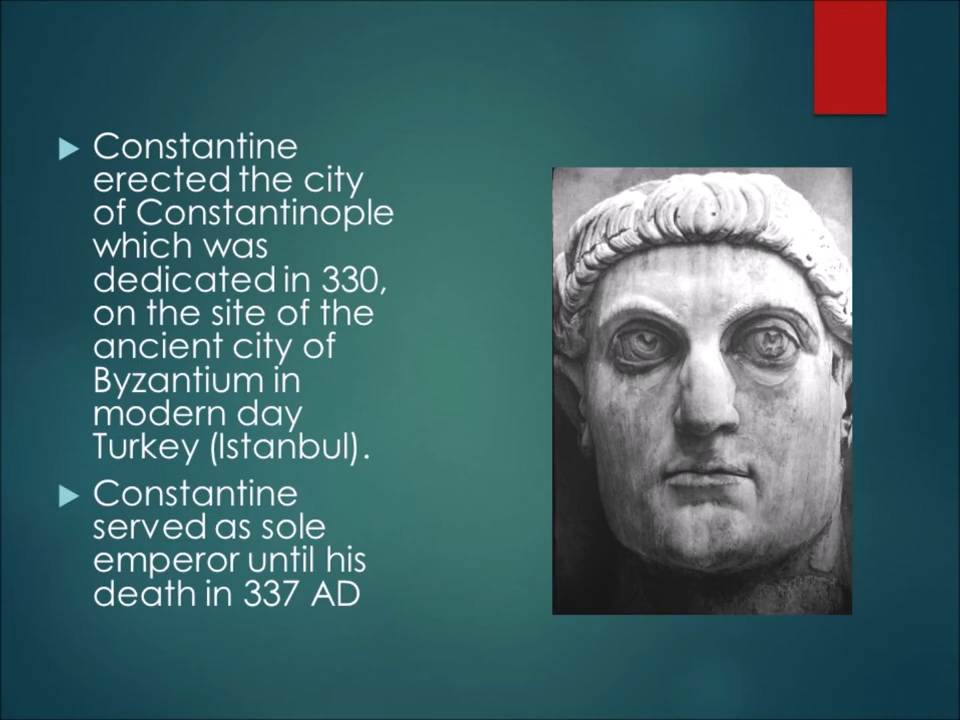 Constantine
erected the city
of Constantinople
which was
dedicated in 330,
on the site of the
ancient city of
Byzantium in
modern day
Turkey (Istanbul).
Constantine
served as sole
emperor until his
death in 337 AD